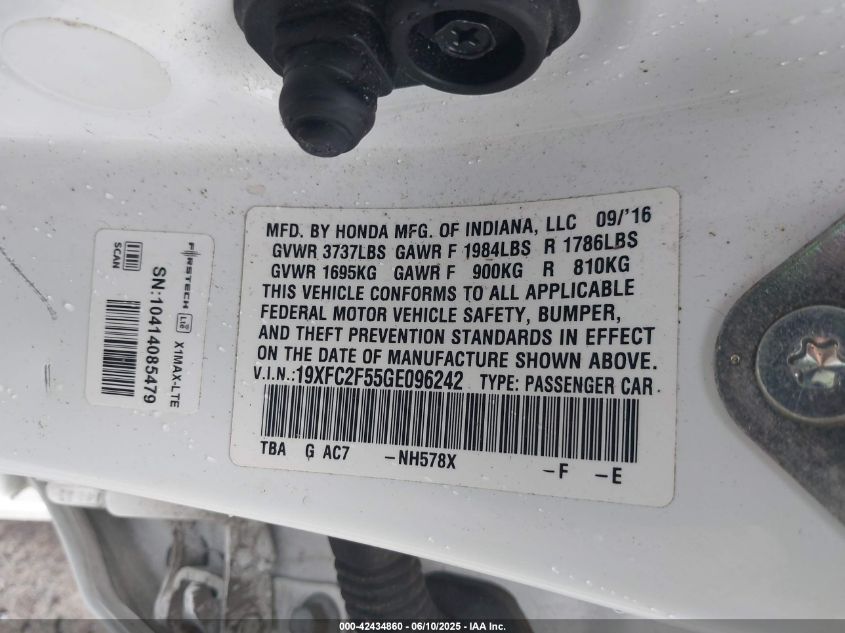 MFD. BY HONDA MFG. OF INDIANA, LLC 09/'16
GVWR 3737LBS GAWR F 1984LBS R 1786LBS
GVWR 1695KG GAWR F 900KG R 810KG
THIS VEHICLE CONFORMS TO ALL APPLICABLE
FEDERAL MOTOR VEHICLE SAFETY, BUMPER,
AND THEFT PREVENTION STANDARDS IN EFFECT
ON THE DATE OF MANUFACTURE SHOWN ABOVE.
V.I.N.:19XFC2F55GE096242 TYPE: PASSENGER CAR
TBA G AC7 -NH578X -F -E
FIRSTECH
Lte
X1MAX-LTE
SN:10414085479
SCAN
000-42434860 - 06/10/2025 - IAA Inc.